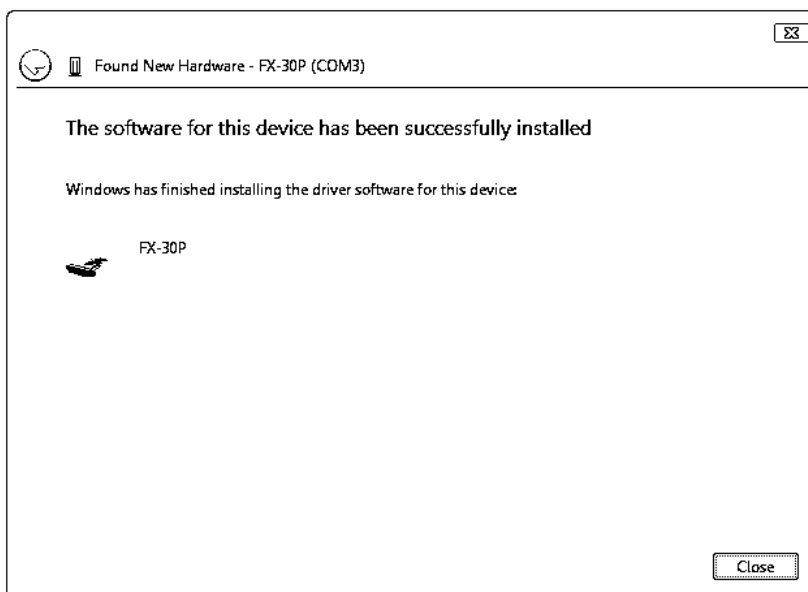 Found New Hardware - FX-30P (COM3)
The software for this device has been successfully installed
Windows has finished installing the driver software for this device:
FX-30P
Close